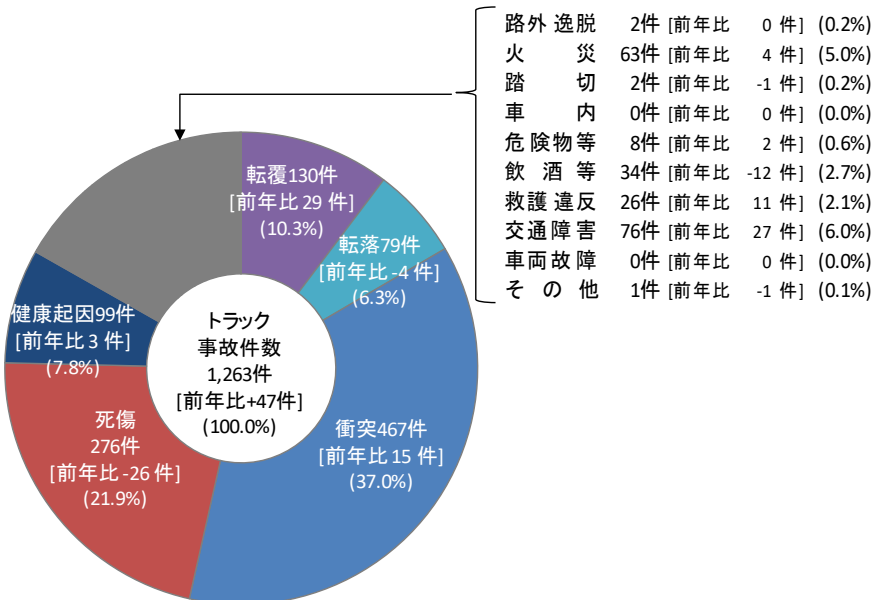 路外逸脱 2件 [前年比 0 件] (0.2%)
火災 63件 [前年比 4 件] (5.0%)
踏切 2件 [前年比 -1 件] (0.2%)
車内 0件 [前年比 0 件] (0.0%)
危険物等 8件 [前年比 2 件] (0.6%)
飲酒等 34件 [前年比 -12 件] (2.7%)
救護違反 26件 [前年比 11 件] (2.1%)
交通障害 76件 [前年比 27 件] (6.0%)
車両故障 0件 [前年比 0 件] (0.0%)
その他 1件 [前年比 -1 件] (0.1%)
転覆130件
[前年比 29 件]
(10.3%)
転落79件
[前年比 -4 件]
(6.3%)
健康起因99件
[前年比 3 件]
(7.8%)
トラック
事故件数
1,263件
[前年比+47件]
(100.0%)
死傷
276件
[前年比 -26 件]
(21.9%)
衝突467件
[前年比 15 件]
(37.0%)